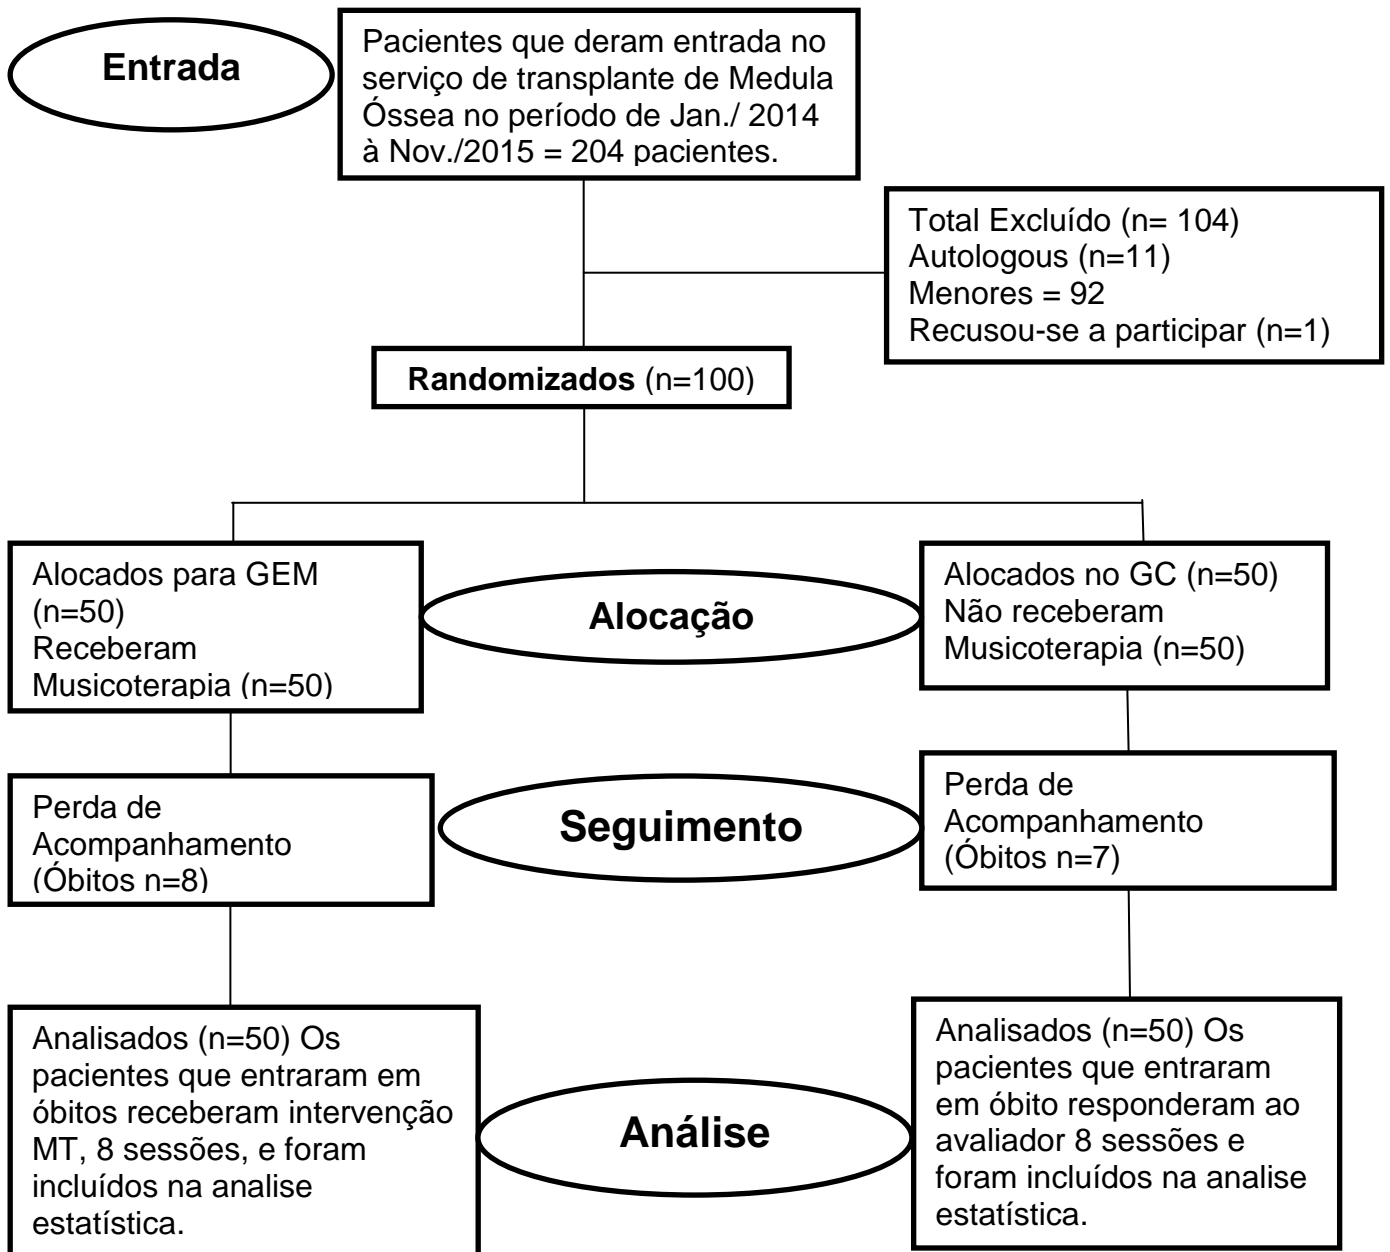 Entrada
Pacientes que deram entrada no
serviço de transplante de Medula
Óssea no período de Jan./ 2014
à Nov./2015 = 204 pacientes.
Total Excluído (n= 104)
Autologous (n=11)
Menores = 92
Recusou-se a participar (n=1)
Randomizados (n=100)
Alocados para GEM
(n=50)
Receberam
Musicoterapia (n=50)
Alocação
Alocados no GC (n=50)
Não receberam
Musicoterapia (n=50)
Perda de
Acompanhamento
(Óbitos n=8)
Seguimento
Perda de
Acompanhamento
(Óbitos n=7)
Analisados (n=50) Os
pacientes que entraram em
óbitos receberam intervenção
MT, 8 sessões, e foram
incluídos na analise
estatística.
Análise
Analisados (n=50) Os
pacientes que entraram
em óbito responderam ao
avaliador 8 sessões e
foram incluídos na analise
estatística.